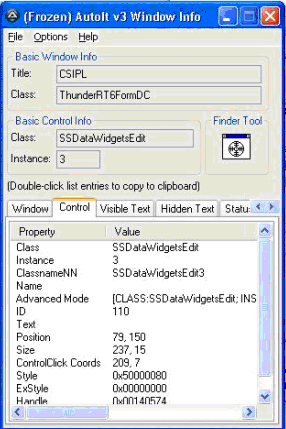 (Frozen) AutoIt v3 Window Info
File Options Help
Basic Window Info
Title: CSIPL
Class: ThunderRT6FormDC
Basic Control Info
Class: SSDataWidgetsEdit
Instance: 3
Finder Tool
(Double-click list entries to copy to clipboard)
Window Control Visible Text Hidden Text Status
Property Value
Class SSDataWidgetsEdit
Instance 3
ClassnameNN SSDataWidgetsEdit3
Name
Advanced Mode [CLASS:SSDataWidgetsEdit; INS
ID 110
Text
Position 79, 150
Size 237, 15
ControlClick Coords 209, 7
Style 0x50000080
ExStyle 0x00000000
Handle 0x00140574